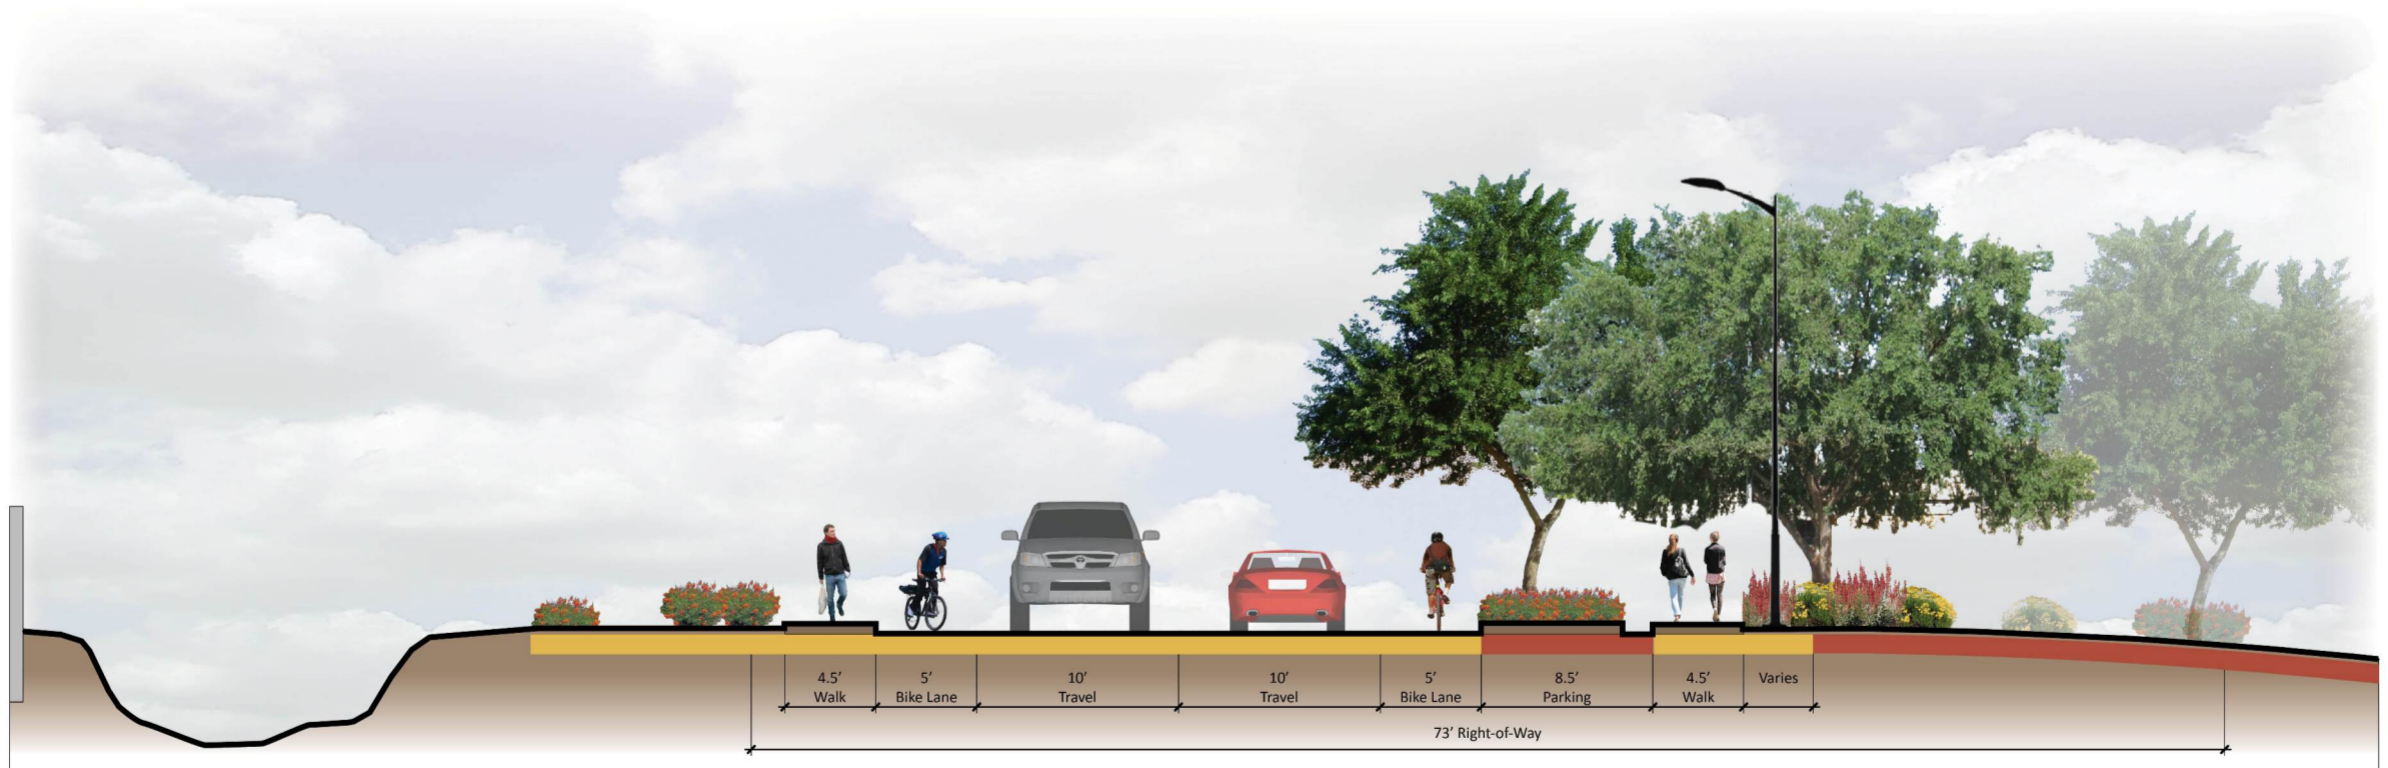 4.5’
Walk
5’
Bike Lane
10’
Travel
10’
Travel
5’
Bike Lane
8.5’
Parking
4.5’
Walk
Varies
73’ Right-of-Way